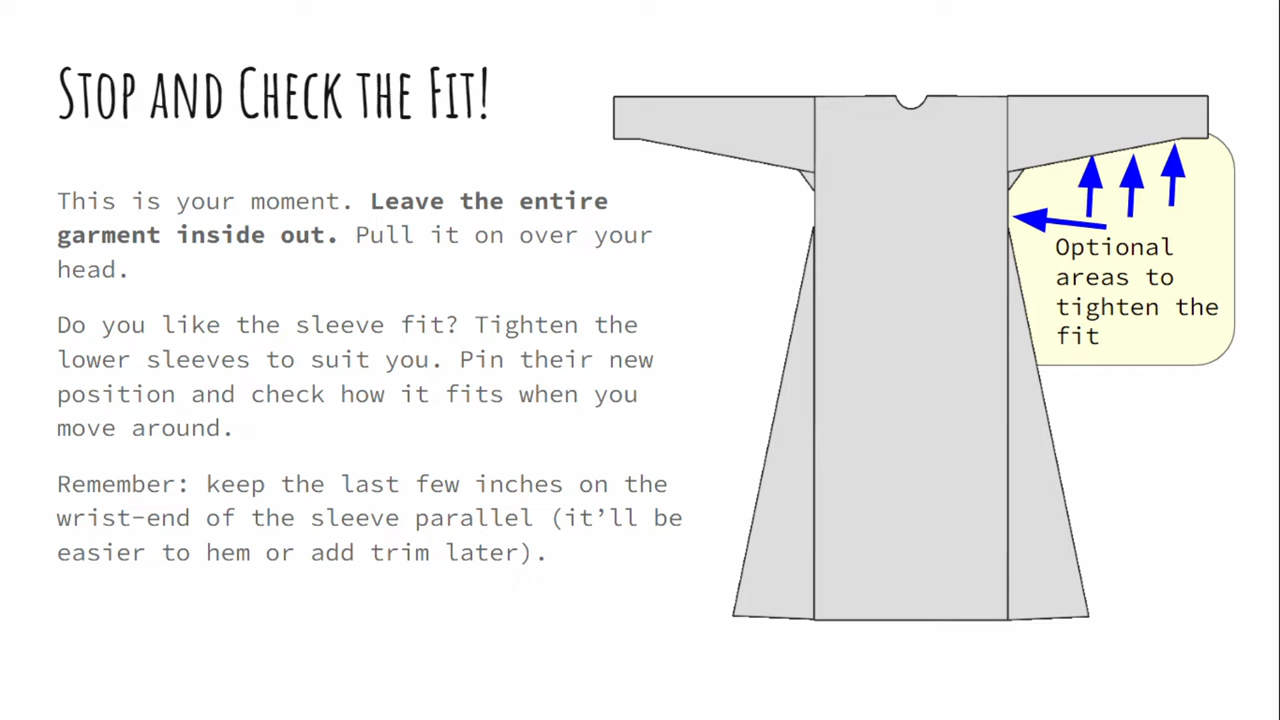 Stop and Check the Fit!
This is your moment. Leave the entire
garment inside out. Pull it on over your
head.
Do you like the sleeve fit? Tighten the
lower sleeves to suit you. Pin their new
position and check how it fits when you
move around.
Remember: keep the last few inches on the
wrist-end of the sleeve parallel (it’ll be
easier to hem or add trim later).
Optional
areas to
tighten the
fit